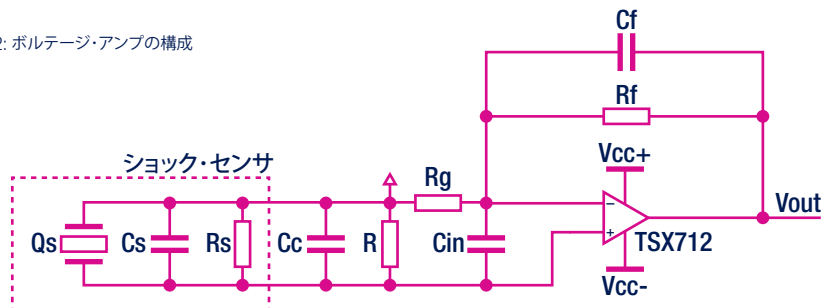 2: ボルテージ・アンプの構成
Cf
Rf
ショック・センサ
Vcc+
Rg
Vout
Qs
Cs
Rs
Cc
R
Cin
−
+
TSX712
Vcc-